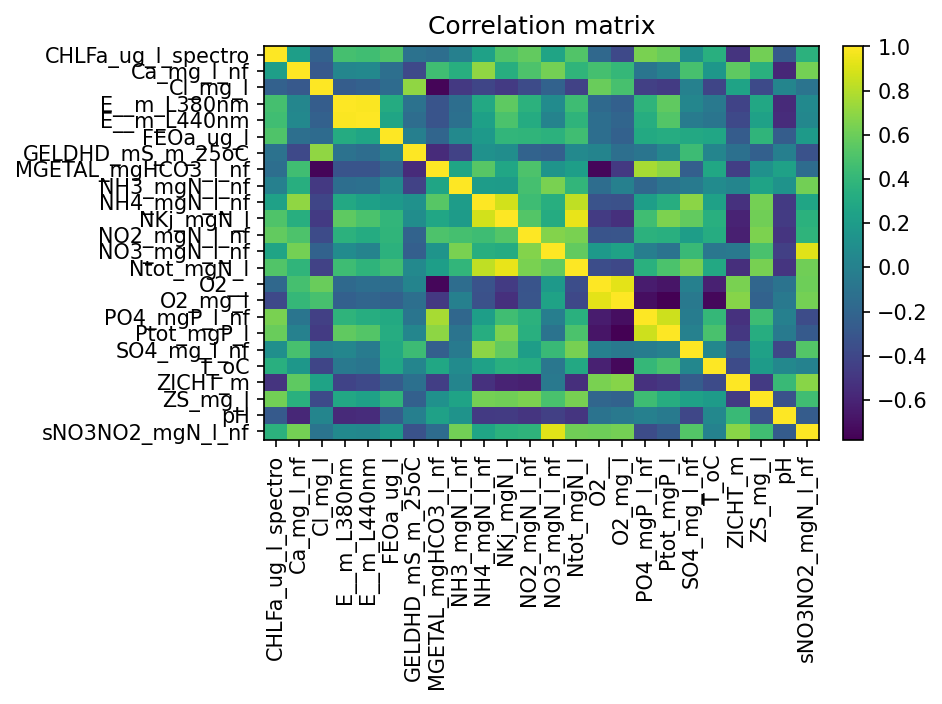 Correlation matrix
CHLFa_ug_l_spectro
Ca_mg_l_nf
Cl_mg_l
E__m_L380nm
E__m_L440nm
FEOa_ug_l
GELDHD_mS_m_25oC
MGETAL_mgHCO3_l_nf
NH3_mgN_l_nf
NH4_mgN_l_nf
NKj_mgN_l
NO2_mgN_l_nf
NO3_mgN_l_nf
Ntot_mgN_l
O2__
O2_mg_l
PO4_mgP_l_nf
Ptot_mgP_l
SO4_mg_l_nf
T_oC
ZICHT_m
ZS_mg_l
pH
sNO3NO2_mgN_l_nf
CHLFa_ug_l_spectro
Ca_mg_l_nf
Cl_mg_l
E__m_L380nm
E__m_L440nm
FEOa_ug_l
GELDHD_mS_m_25oC
MGETAL_mgHCO3_l_nf
NH3_mgN_l_nf
NH4_mgN_l_nf
NKj_mgN_l
NO2_mgN_l_nf
NO3_mgN_l_nf
Ntot_mgN_l
O2__
O2_mg_l
PO4_mgP_l_nf
Ptot_mgP_l
SO4_mg_l_nf
T_oC
ZICHT_m
ZS_mg_l
pH
sNO3NO2_mgN_l_nf
1.0
0.8
0.6
0.4
0.2
0.0
−0.2
−0.4
−0.6